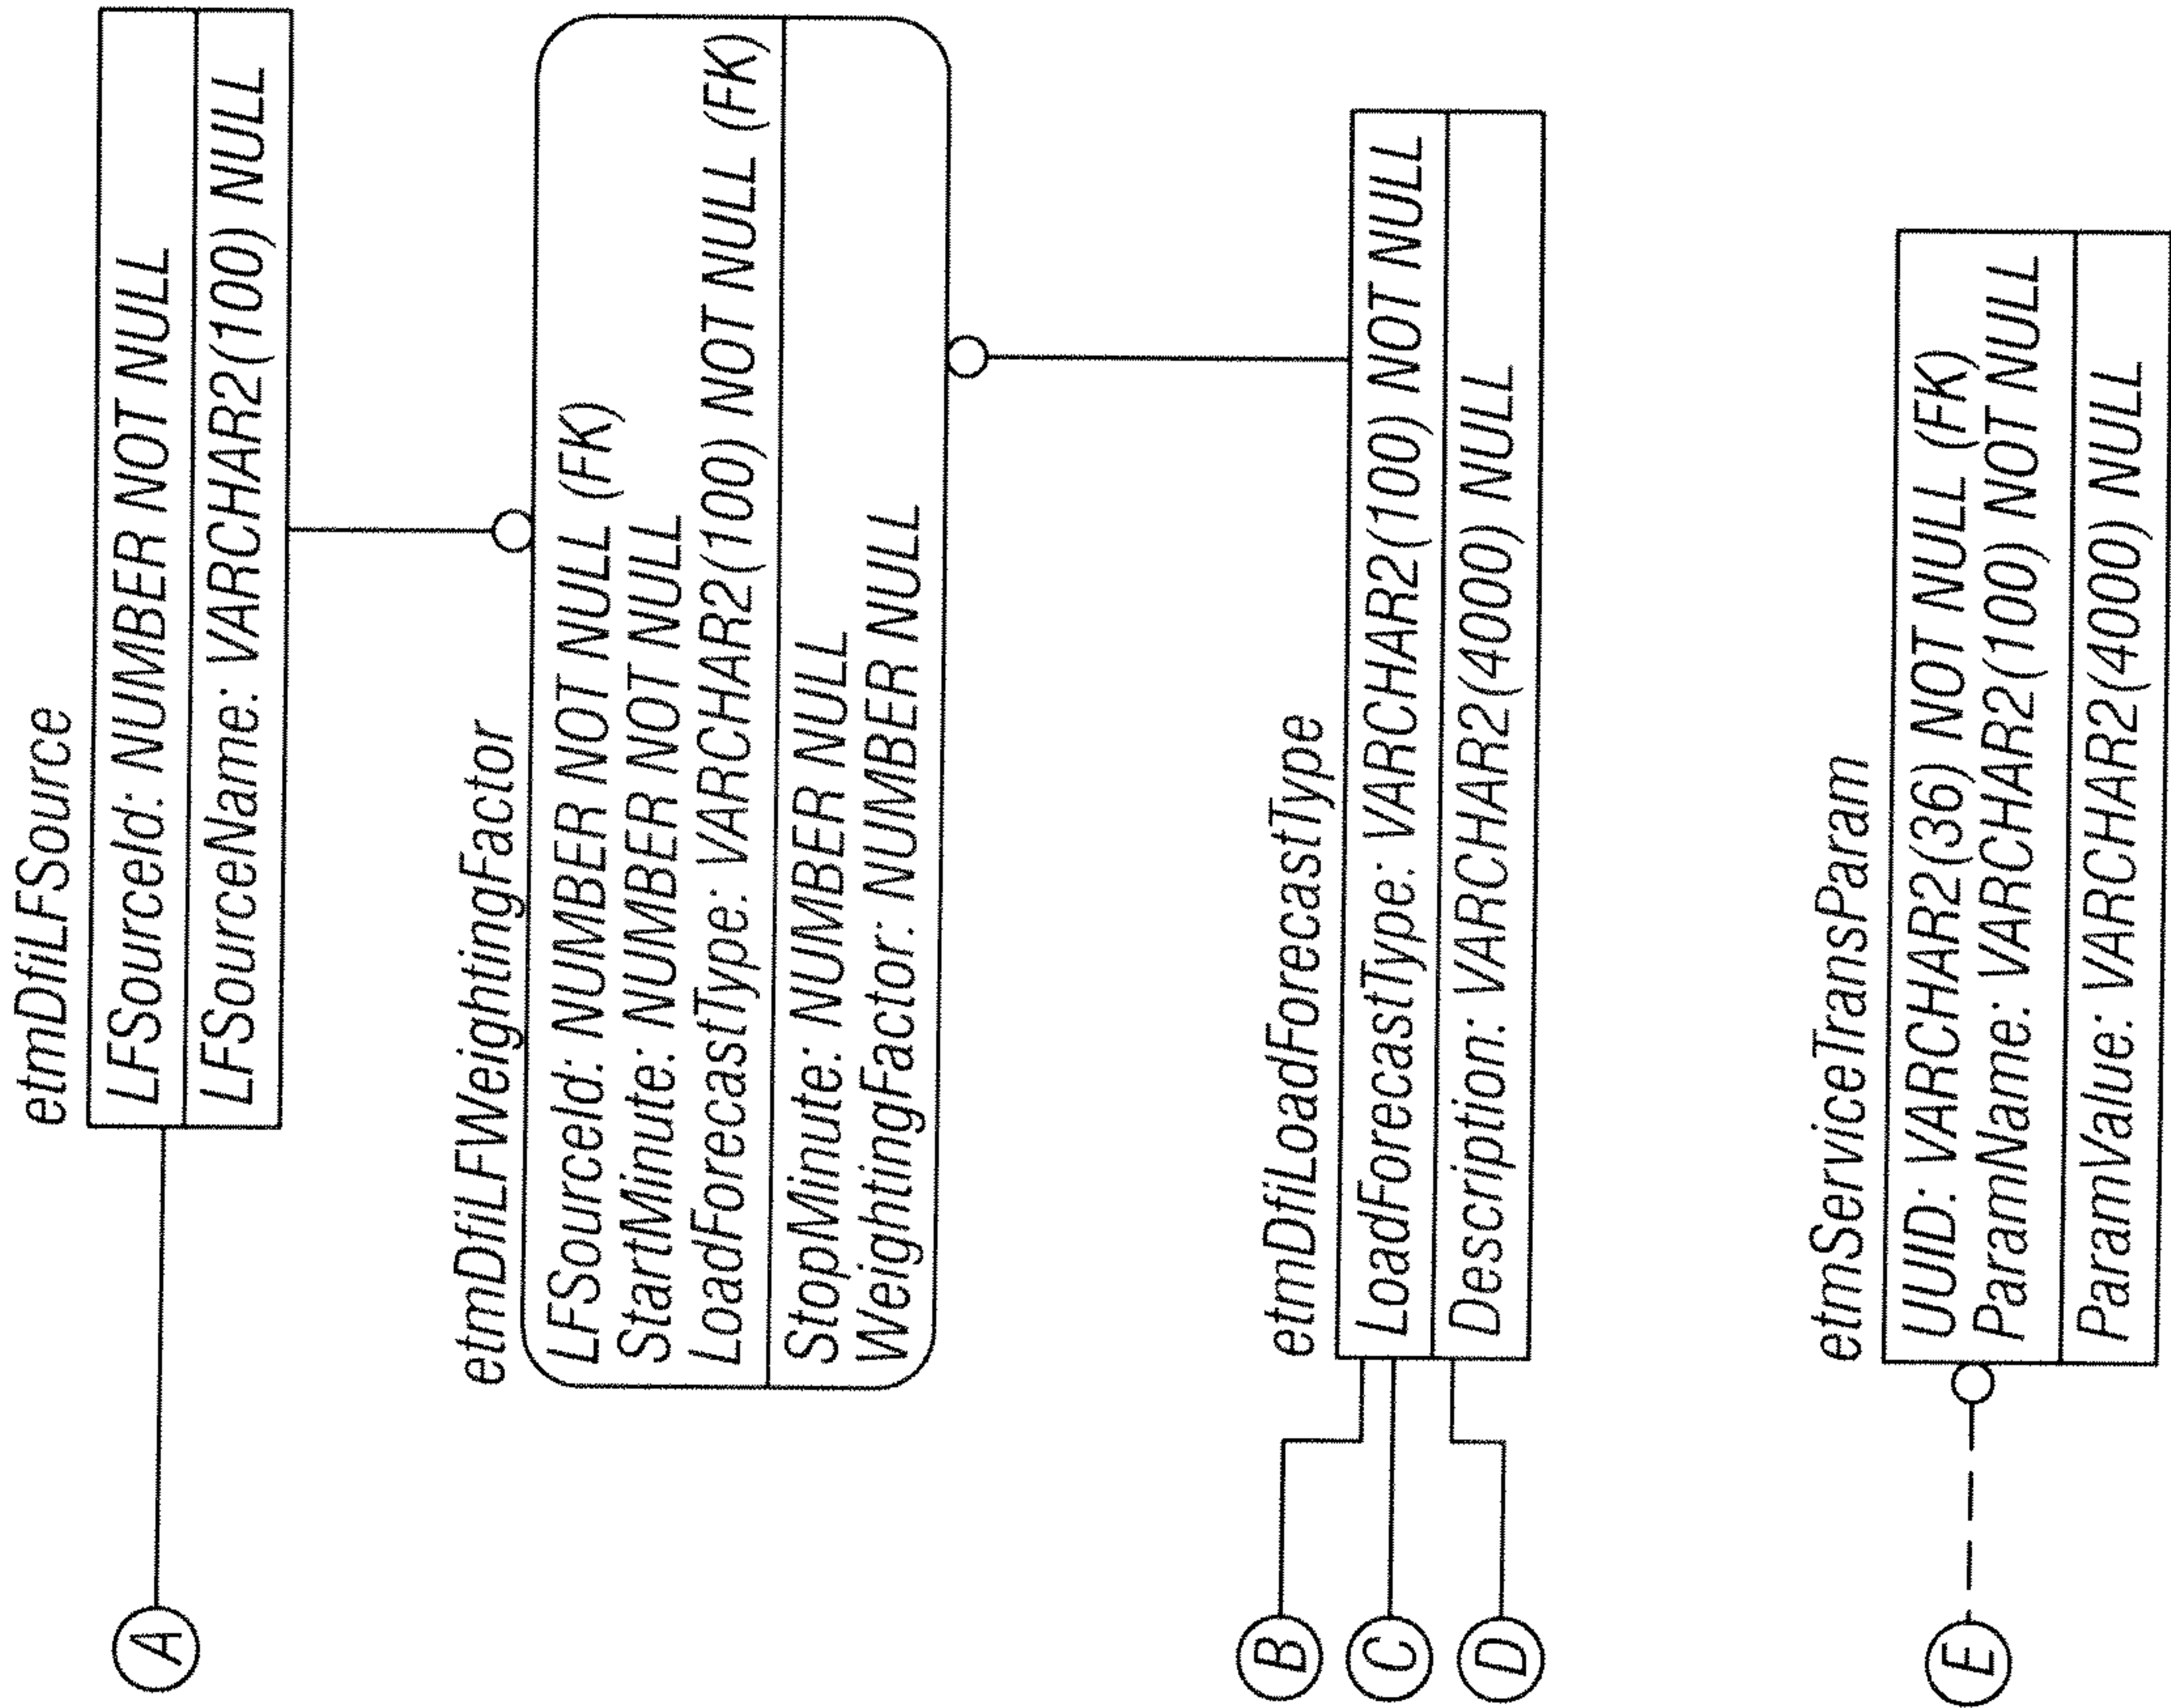 etmDfiLFSource
LFSourceId: NUMBER NOT NULL
LFSourceName: VARCHAR2(100) NULL
A
etmDfiLFWeightingFactor
LFSourceId: NUMBER NOT NULL (FK)
StartMinute: NUMBER NOT NULL
LoadForecastType: VARCHAR2(100) NOT NULL (FK)
StopMinute: NUMBER NULL
WeightingFactor: NUMBER NULL
etmDfiLoadForecastType
LoadForecastType: VARCHAR2(100) NOT NULL
Description: VARCHAR2(4000) NULL
B
C
D
etmServiceTransParam
UUID: VARCHAR2(36) NOT NULL (FK)
ParamName: VARCHAR2(100) NOT NULL
ParamValue: VARCHAR2(4000) NULL
E